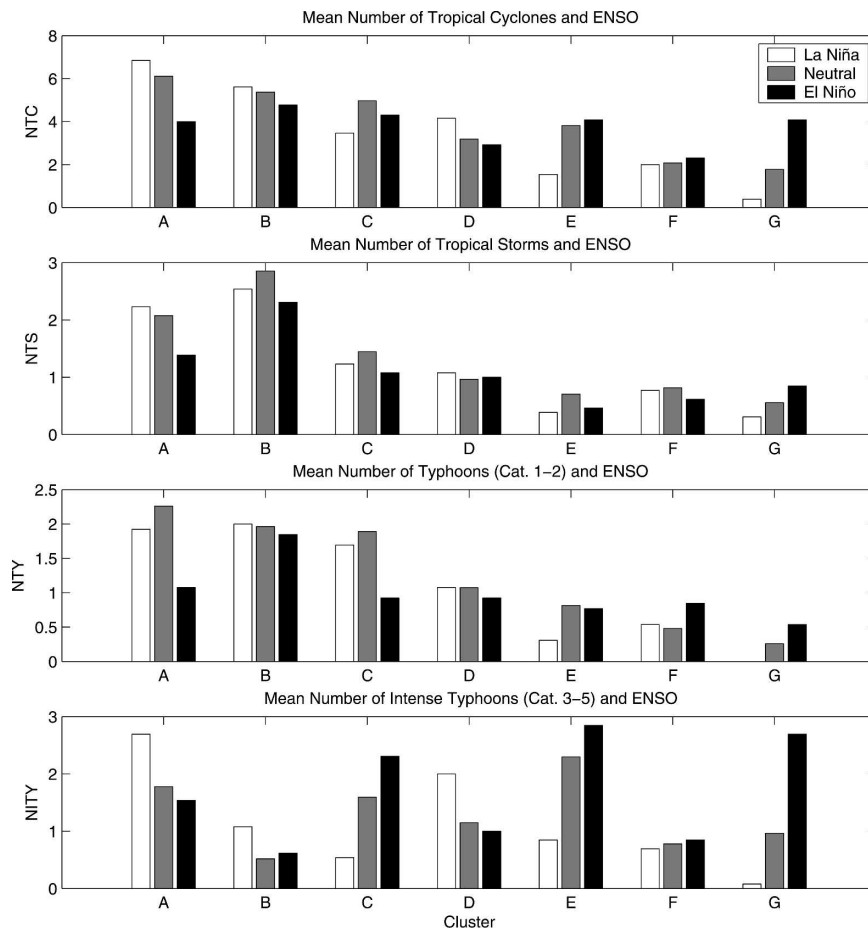 Mean Number of Tropical Cyclones and ENSO
8
6
4
2
0
NTC
La Niña
Neutral
El Niño
A B C D E F G
Mean Number of Tropical Storms and ENSO
3
2
1
0
NTS
A B C D E F G
Mean Number of Typhoons (Cat. 1–2) and ENSO
2.5
2
1.5
1
0.5
0
NTY
A B C D E F G
Mean Number of Intense Typhoons (Cat. 3–5) and ENSO
3
2
1
0
NITY
A B C D E F G
Cluster